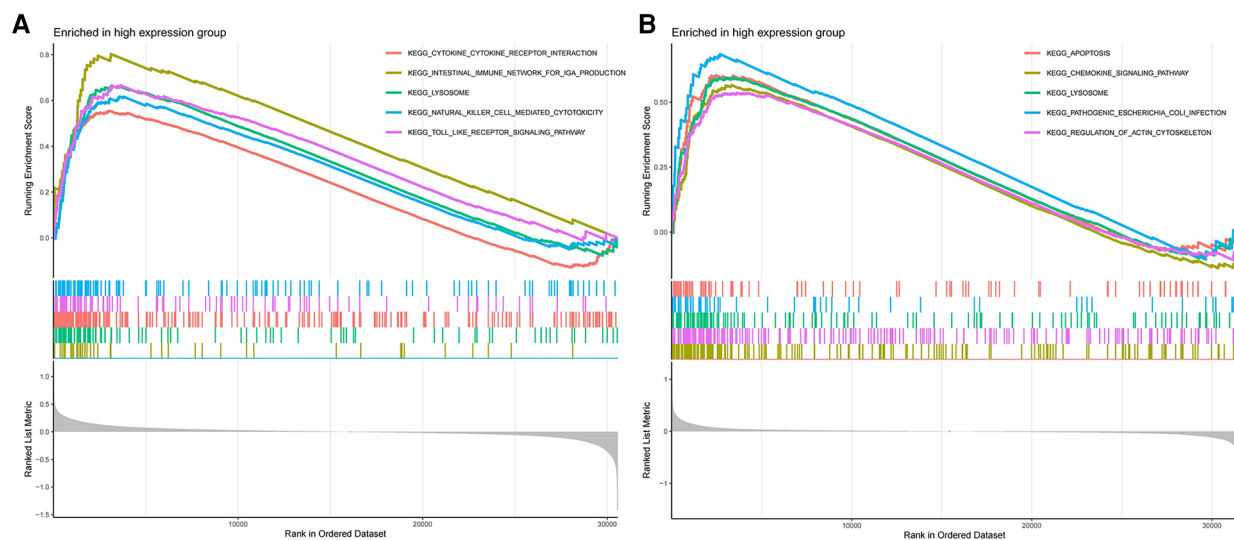 A
Enriched in high expression group
KEGG_CYTOKINE_CYTOKINE_RECEPTOR_INTERACTION
KEGG_INTESTINAL_IMMUNE_NETWORK_FOR_IGA_PRODUCTION
KEGG_LYSOSOME
KEGG_NATURAL_KILLER_CELL_MEDIATED_CYTOTOXICITY
KEGG_TOLL_LIKE_RECEPTOR_SIGNALING_PATHWAY
Running Enrichment Score
0.8
0.6
0.4
0.2
0.0
Ranked List Metric
1.0
0.5
0.0
−0.5
−1.0
−1.5
10000
20000
30000
Rank in Ordered Dataset
B
Enriched in high expression group
KEGG_APOPTOSIS
KEGG_CHEMOKINE_SIGNALING_PATHWAY
KEGG_LYSOSOME
KEGG_PATHOGENIC_ESCHERICHIA_COLI_INFECTION
KEGG_REGULATION_OF_ACTIN_CYTOSKELETON
Running Enrichment Score
0.50
0.25
0.00
Ranked List Metric
1
0
−1
10000
20000
30000
Rank in Ordered Dataset